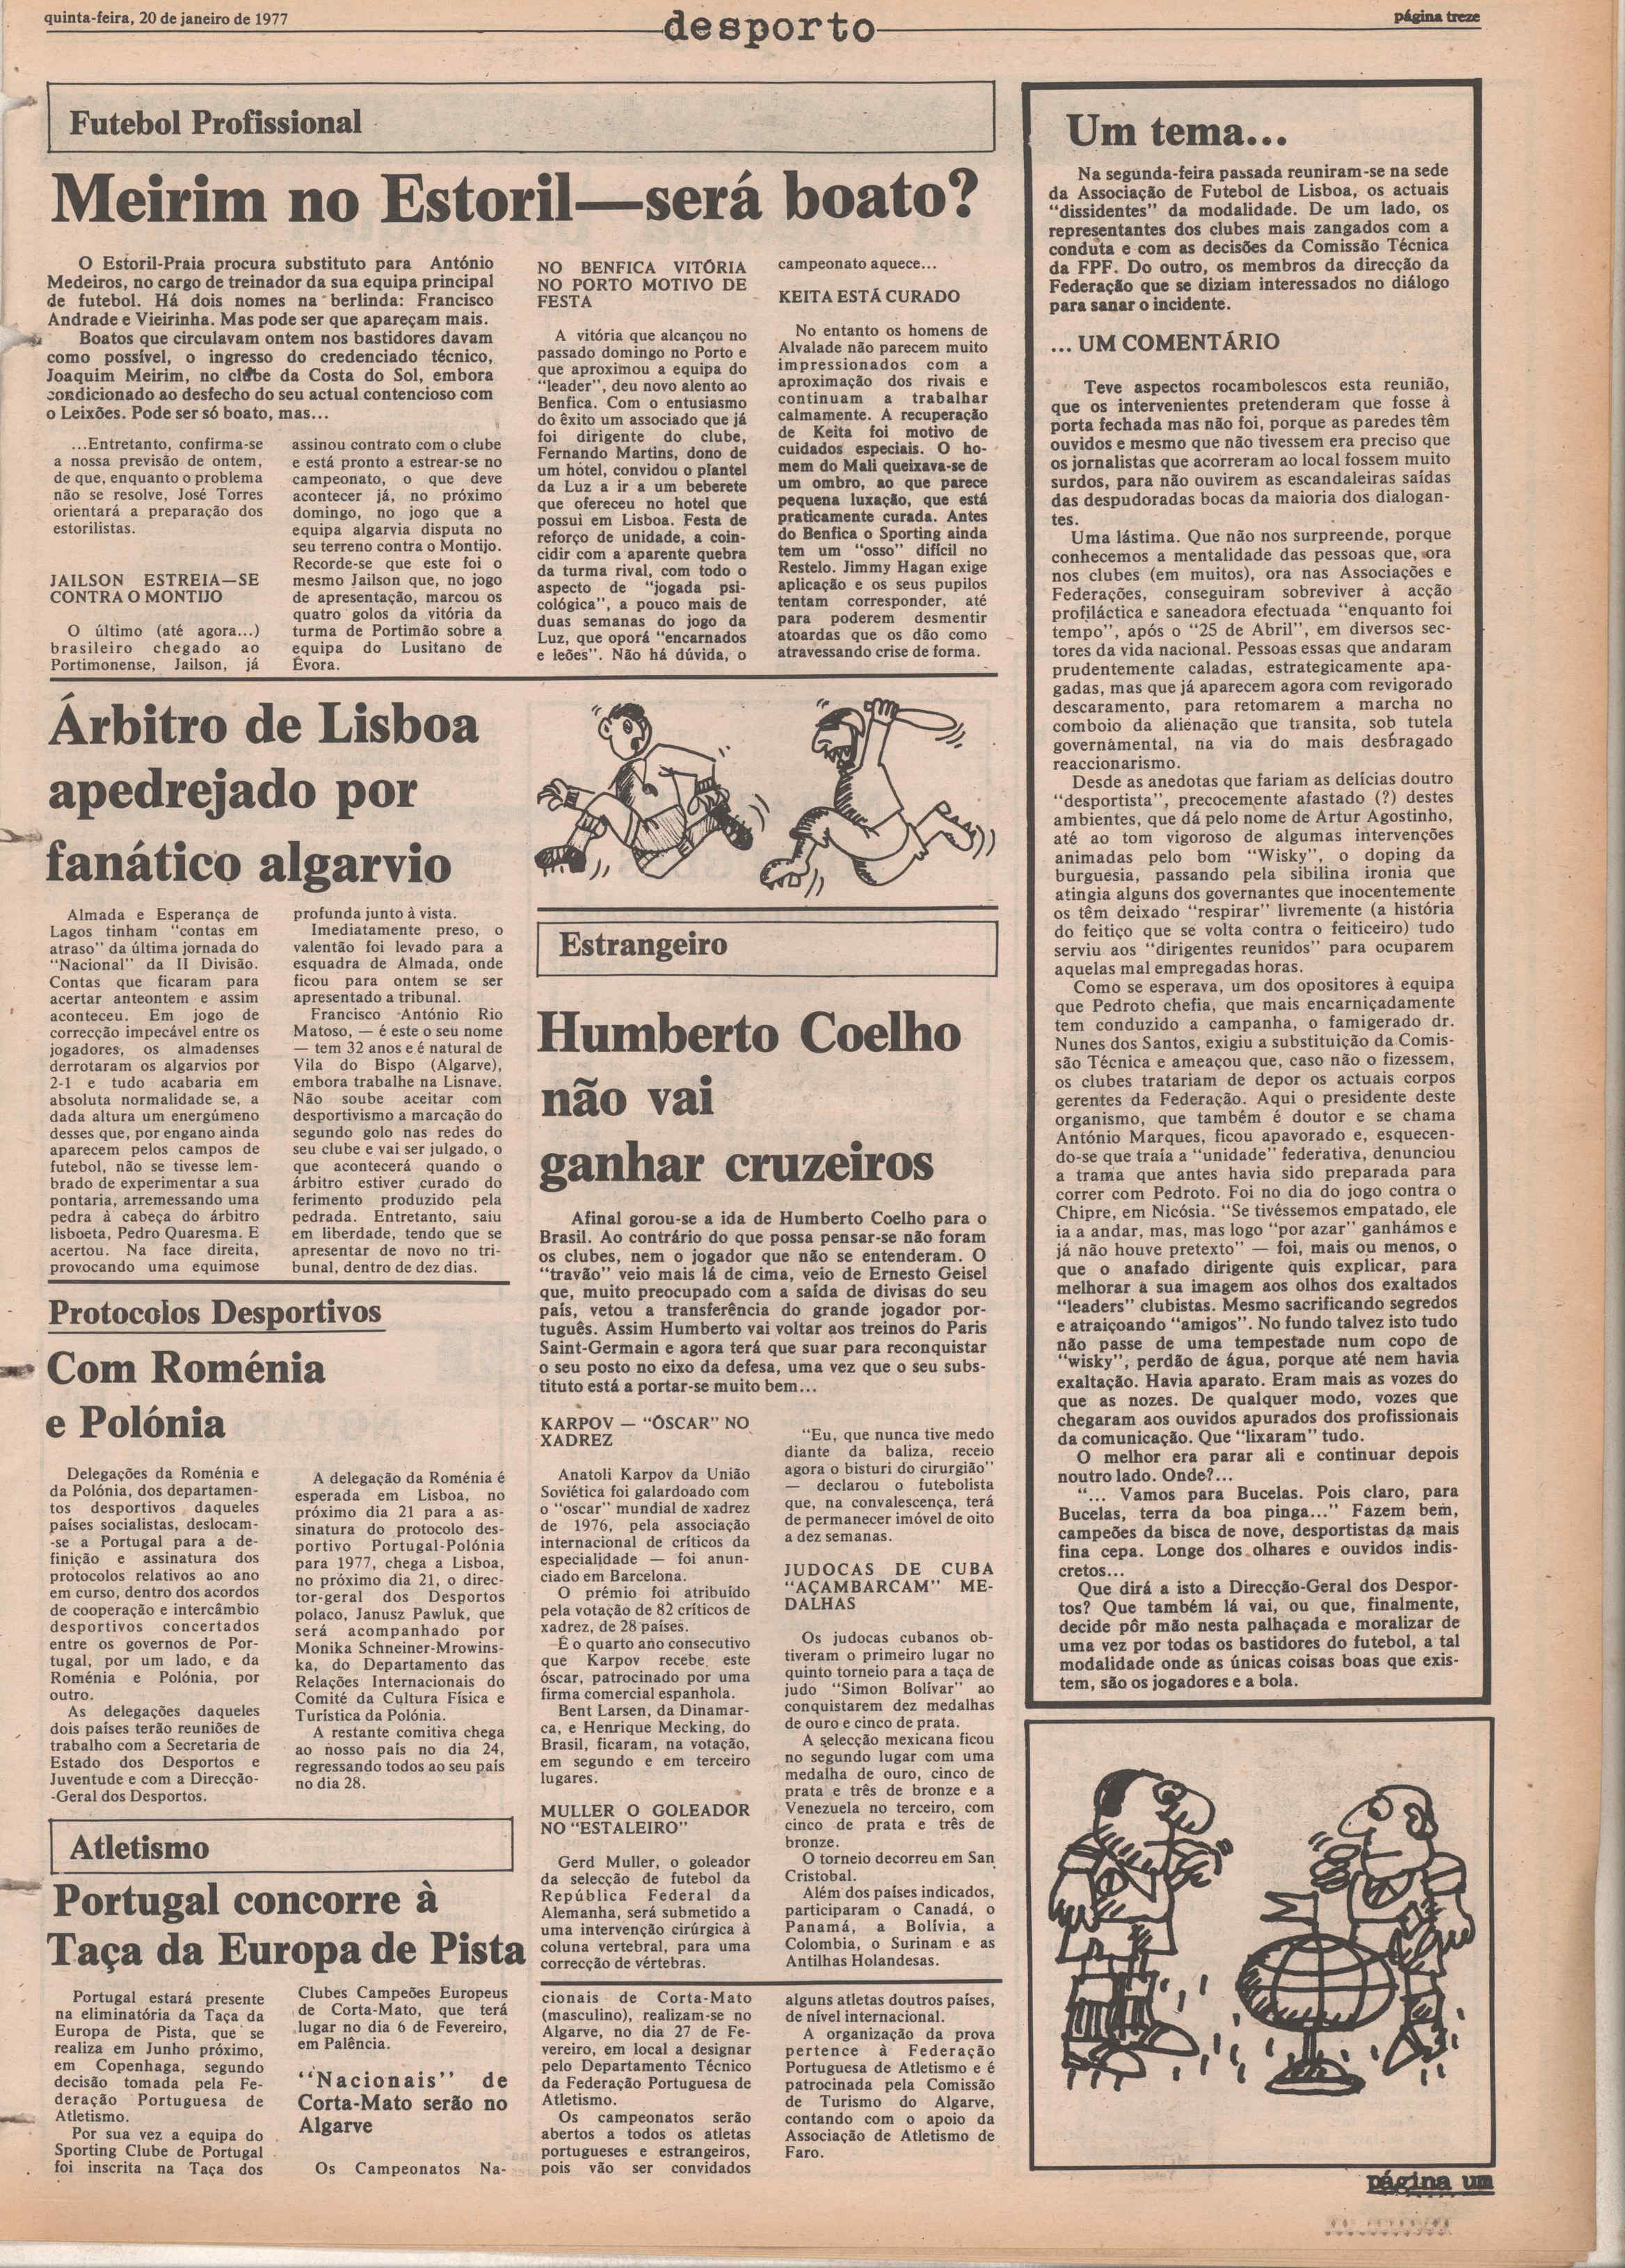 quinta-feira, 20 de janeiro de 1977
desporto
página treze
Futebol Profissional
Meirim no Estoril—será boato?
O Estoril-Praia procura substituto para António
Medeiros, no cargo de treinador da sua equipa principal
de futebol. Há dois nomes na berlinda: Francisco
Andrade e Vieirinha. Mas pode ser que apareçam mais.
Boatos que circulavam ontem nos bastidores davam
como possível, o ingresso do credenciado técnico,
Joaquim Meirim, no clube da Costa do Sol, embora
condicionado ao desfecho do seu actual contencioso com
o Leixões. Pode ser só boato, mas...
...Entretanto, confirma-se
a nossa previsão de ontem,
de que, enquanto o problema
não se resolve, José Torres
orientará a preparação dos
estorilistas.
JAILSON ESTREIA—SE
CONTRA O MONTIJO
O último (até agora...)
brasileiro chegado ao
Portimonense, Jailson, já
assinou contrato com o clube
e está pronto a estrear-se no
campeonato, o que deve
acontecer já, no próximo
domingo, no jogo que a
equipa algarvia disputa no
seu terreno contra o Montijo.
Recorde-se que este foi o
mesmo Jailson que, no jogo
de apresentação, marcou os
quatro golos da vitória da
turma de Portimão sobre a
equipa do Lusitano de
Évora.
NO BENFICA VITÓRIA
NO PORTO MOTIVO DE
FESTA
A vitória que alcançou no
passado domingo no Porto e
que aproximou a equipa do
"leader", deu novo alento ao
Benfica. Com o entusiasmo
do êxito um associado que já
foi dirigente do clube,
Fernando Martins, dono de
um hótel, convidou o plantel
da Luz a ir a um beberete
que ofereceu no hotel que
possui em Lisboa. Festa de
reforço de unidade, a coin-
cidir com a aparente quebra
da turma rival, com todo o
aspecto de "jogada psi-
cológica", a pouco mais de
duas semanas do jogo da
Luz, que oporá "encarnados
e leões". Não há dúvida, o
campeonato aquece...
KEITA ESTÁ CURADO
No entanto os homens de
Alvalade não parecem muito
impressionados com a
aproximação dos rivais e
continuam a trabalhar
calmamente. A recuperação
de Keita foi motivo de
cuidados especiais. O ho-
mem do Mali queixava-se de
um ombro, ao que parece
pequena luxação, que está
praticamente curada. Antes
do Benfica o Sporting ainda
tem um "osso" difícil no
Restelo. Jimmy Hagan exige
aplicação e os seus pupilos
tentam corresponder, até
para poderem desmentir
atoardas que os dão como
atravessando crise de forma.
Árbitro de Lisboa
apedrejado por
fanático algarvio
Almada e Esperança de
Lagos tinham "contas em
atraso" da última jornada do
"Nacional" da II Divisão.
Contas que ficaram para
acertar anteontem e assim
aconteceu. Em jogo de
correcção impecável entre os
jogadores, os almadenses
derrotaram os algarvios por
2-1 e tudo acabaria em
absoluta normalidade se, a
dada altura um energúmeno
desses que, por engano ainda
aparecem pelos campos de
futebol, não se tivesse lem-
brado de experimentar a sua
pontaria, arremessando uma
pedra à cabeça do árbitro
lisboeta, Pedro Quaresma. E
acertou. Na face direita,
provocando uma equimose
profunda junto à vista.
Imediatamente preso, o
valentão foi levado para a
esquadra de Almada, onde
ficou para ontem se ser
apresentado a tribunal.
Francisco António Rio
Matoso, — é este o seu nome
— tem 32 anos e é natural de
Vila do Bispo (Algarve),
embora trabalhe na Lisnave.
Não soube aceitar com
desportivismo a marcação do
segundo golo nas redes do
seu clube e vai ser julgado, o
que acontecerá quando o
árbitro estiver curado do
ferimento produzido pela
pedrada. Entretanto, saiu
em liberdade, tendo que se
apresentar de novo no tri-
bunal, dentro de dez dias.
Protocolos Desportivos
Com Roménia
e Polónia
Delegações da Roménia e
da Polónia, dos departamen-
tos desportivos daqueles
países socialistas, deslocam-
-se a Portugal para a de-
finição e assinatura dos
protocolos relativos ao ano
em curso, dentro dos acordos
de cooperação e intercâmbio
desportivos concertados
entre os governos de Por-
tugal, por um lado, e da
Roménia e Polónia, por
outro.
As delegações daqueles
dois países terão reuniões de
trabalho com a Secretaria de
Estado dos Desportos e
Juventude e com a Direcção-
-Geral dos Desportos.
A delegação da Roménia é
esperada em Lisboa, no
próximo dia 21 para a as-
sinatura do protocolo des-
portivo Portugal-Polónia
para 1977, chega a Lisboa,
no próximo dia 21, o direc-
tor-geral dos Desportos
polaco, Janusz Pawluk, que
será acompanhado por
Monika Schneiner-Mrowins-
ka, do Departamento das
Relações Internacionais do
Comité da Cultura Física e
Turística da Polónia.
A restante comitiva chega
ao nosso país no dia 24,
regressando todos ao seu país
no dia 28.
Atletismo
Portugal concorre à
Taça da Europa de Pista
Portugal estará presente
na eliminatória da Taça da
Europa de Pista, que se
realiza em Junho próximo,
em Copenhaga, segundo
decisão tomada pela Fe-
deração Portuguesa de
Atletismo.
Por sua vez a equipa do
Sporting Clube de Portugal
foi inscrita na Taça dos
Clubes Campeões Europeus
de Corta-Mato, que terá
lugar no dia 6 de Fevereiro,
em Palência.
"Nacionais" de
Corta-Mato serão no
Algarve
Os Campeonatos Na-
cionais de Corta-Mato
(masculino), realizam-se no
Algarve, no dia 27 de Fe-
vereiro, em local a designar
pelo Departamento Técnico
da Federação Portuguesa de
Atletismo.
Os campeonatos serão
abertos a todos os atletas
portugueses e estrangeiros,
pois vão ser convidados
alguns atletas doutros países,
de nível internacional.
A organização da prova
pertence à Federação
Portuguesa de Atletismo e é
patrocinada pela Comissão
de Turismo do Algarve,
contando com o apoio da
Associação de Atletismo de
Faro.
Estrangeiro
Humberto Coelho
não vai
ganhar cruzeiros
Afinal gorou-se a ida de Humberto Coelho para o
Brasil. Ao contrário do que possa pensar-se não foram
os clubes, nem o jogador que não se entenderam. O
"travão" veio mais lá de cima, veio de Ernesto Geisel
que, muito preocupado com a saída de divisas do seu
país, vetou a transferência do grande jogador por-
tuguês. Assim Humberto vai voltar aos treinos do Paris
Saint-Germain e agora terá que suar para reconquistar
o seu posto no eixo da defesa, uma vez que o seu subs-
tituto está a portar-se muito bem...
KARPOV — "ÓSCAR" NO
XADREZ
Anatoli Karpov da União
Soviética foi galardoado com
o "oscar" mundial de xadrez
de 1976, pela associação
internacional de críticos da
especialidade — foi anun-
ciado em Barcelona.
O prémio foi atribuído
pela votação de 82 críticos de
xadrez, de 28 países.
É o quarto ano consecutivo
que Karpov recebe este
óscar, patrocinado por uma
firma comercial espanhola.
Bent Larsen, da Dinamar-
ca, e Henrique Mecking, do
Brasil, ficaram, na votação,
em segundo e em terceiro
lugares.
MULLER O GOLEADOR
NO "ESTALEIRO"
Gerd Muller, o goleador
da selecção de futebol da
República Federal da
Alemanha, será submetido a
uma intervenção cirúrgica à
coluna vertebral, para uma
correcção de vértebras.
"Eu, que nunca tive medo
diante da baliza, receio
agora o bisturi do cirurgião"
— declarou o futebolista
que, na convalescença, terá
de permanecer imóvel de oito
a dez semanas.
JUDOCAS DE CUBA
"AÇAMBARCAM" ME-
DALHAS
Os judocas cubanos ob-
tiveram o primeiro lugar no
quinto torneio para a taça de
judo "Simon Bolívar" ao
conquistarem dez medalhas
de ouro e cinco de prata.
A selecção mexicana ficou
no segundo lugar com uma
medalha de ouro, cinco de
prata e três de bronze e a
Venezuela no terceiro, com
cinco de prata e três de
bronze.
O torneio decorreu em San
Cristobal.
Além dos países indicados,
participaram o Canadá, o
Panamá, a Bolívia, a
Colombia, o Surinam e as
Antilhas Holandesas.
Um tema...
Na segunda-feira passada reuniram-se na sede
da Associação de Futebol de Lisboa, os actuais
"dissidentes" da modalidade. De um lado, os
representantes dos clubes mais zangados com a
conduta e com as decisões da Comissão Técnica
da FPF. Do outro, os membros da direcção da
Federação que se diziam interessados no diálogo
para sanar o incidente.
... UM COMENTÁRIO
Teve aspectos rocambolescos esta reunião,
que os intervenientes pretenderam que fosse à
porta fechada mas não foi, porque as paredes têm
ouvidos e mesmo que não tivessem era preciso que
os jornalistas que acorreram ao local fossem muito
surdos, para não ouvirem as escandaleiras saídas
das despudoradas bocas da maioria dos dialogan-
tes.
Uma lástima. Que não nos surpreende, porque
conhecemos a mentalidade das pessoas que, ora
nos clubes (em muitos), ora nas Associações e
Federações, conseguiram sobreviver à acção
profiláctica e saneadora efectuada "enquanto foi
tempo", após o "25 de Abril", em diversos sec-
tores da vida nacional. Pessoas essas que andaram
prudentemente caladas, estrategicamente apa-
gadas, mas que já aparecem agora com revigorado
descaramento, para retomarem a marcha no
comboio da alienação que transita, sob tutela
governamental, na via do mais desbragado
reaccionarismo.
Desde as anedotas que fariam as delícias doutro
"desportista", precocemente afastado (?) destes
ambientes, que dá pelo nome de Artur Agostinho,
até ao tom vigoroso de algumas intervenções
animadas pelo bom "Wisky", o doping da
burguesia, passando pela sibilina ironia que
atingia alguns dos governantes que inocentemente
os têm deixado "respirar" livremente (a história
do feitiço que se volta contra o feiticeiro) tudo
serviu aos "dirigentes reunidos" para ocuparem
aquelas mal empregadas horas.
Como se esperava, um dos opositores à equipa
que Pedroto chefia, que mais encarniçadamente
tem conduzido a campanha, o famigerado dr.
Nunes dos Santos, exigiu a substituição da Comis-
são Técnica e ameaçou que, caso não o fizessem,
os clubes tratariam de depor os actuais corpos
gerentes da Federação. Aqui o presidente deste
organismo, que também é doutor e se chama
António Marques, ficou apavorado e, esquecen-
do-se que traía a "unidade" federativa, denunciou
a trama que antes havia sido preparada para
correr com Pedroto. Foi no dia do jogo contra o
Chipre, em Nicósia. "Se tivéssemos empatado, ele
ia a andar, mas, mas logo "por azar" ganhámos e
já não houve pretexto" — foi, mais ou menos, o
que o anafado dirigente quis explicar, para
melhorar a sua imagem aos olhos dos exaltados
"leaders" clubistas. Mesmo sacrificando segredos
e atraiçoando "amigos". No fundo talvez isto tudo
não passe de uma tempestade num copo de
"wisky", perdão de água, porque até nem havia
exaltação. Havia aparato. Eram mais as vozes do
que as nozes. De qualquer modo, vozes que
chegaram aos ouvidos apurados dos profissionais
da comunicação. Que "lixaram" tudo.
O melhor era parar ali e continuar depois
noutro lado. Onde?...
"... Vamos para Bucelas. Pois claro, para
Bucelas, terra da boa pinga..." Fazem bem,
campeões da bisca de nove, desportistas da mais
fina cepa. Longe dos olhares e ouvidos indis-
cretos...
Que dirá a isto a Direcção-Geral dos Despor-
tos? Que também lá vai, ou que, finalmente,
decide pôr mão nesta palhaçada e moralizar de
uma vez por todas os bastidores do futebol, a tal
modalidade onde as únicas coisas boas que exis-
tem, são os jogadores e a bola.
página um